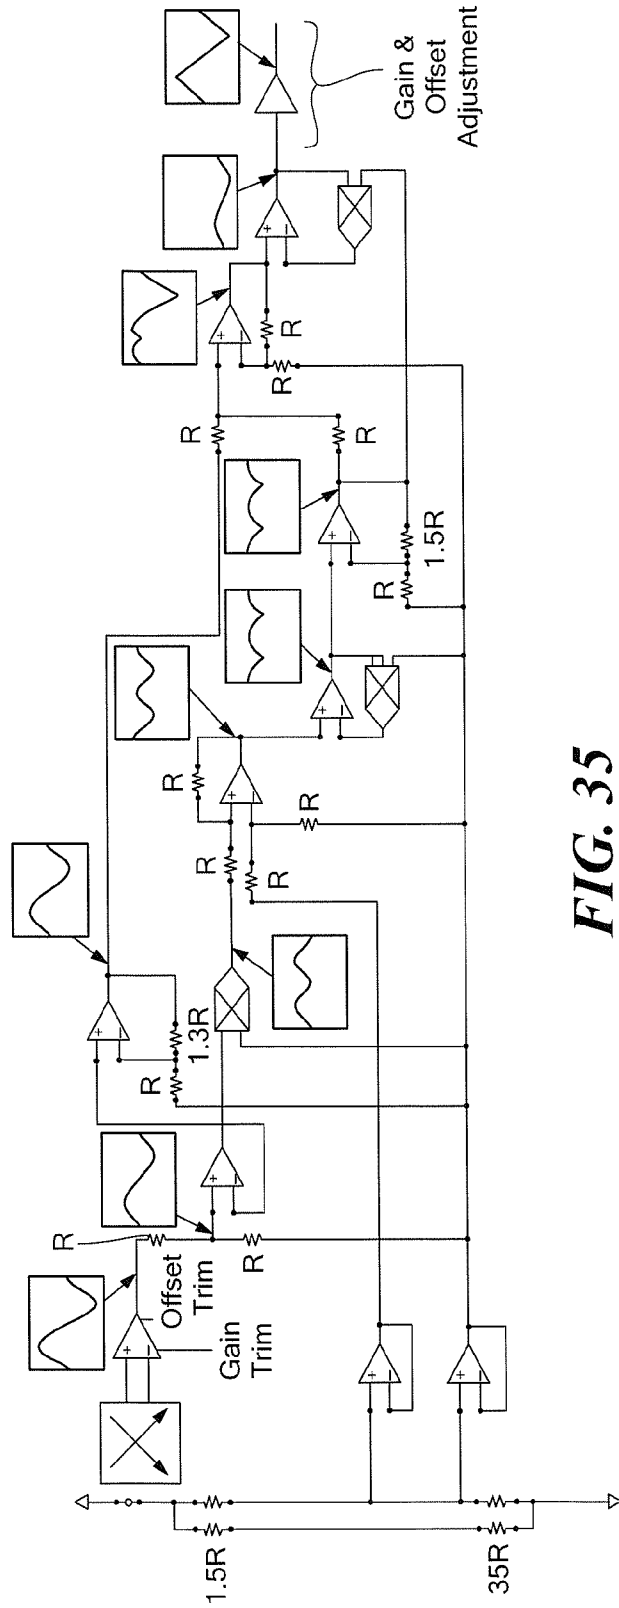 1.5R
35R
Gain
Trim
Offset
Trim
R
R
R
1.3R
R
R
R
R
R
1.5R
R
R
R
R
Gain &
Offset
Adjustment
+
−
+
−
+
−
+
−
+
−
+
−
+
−
+
−
+
−
+
−
FIG. 35